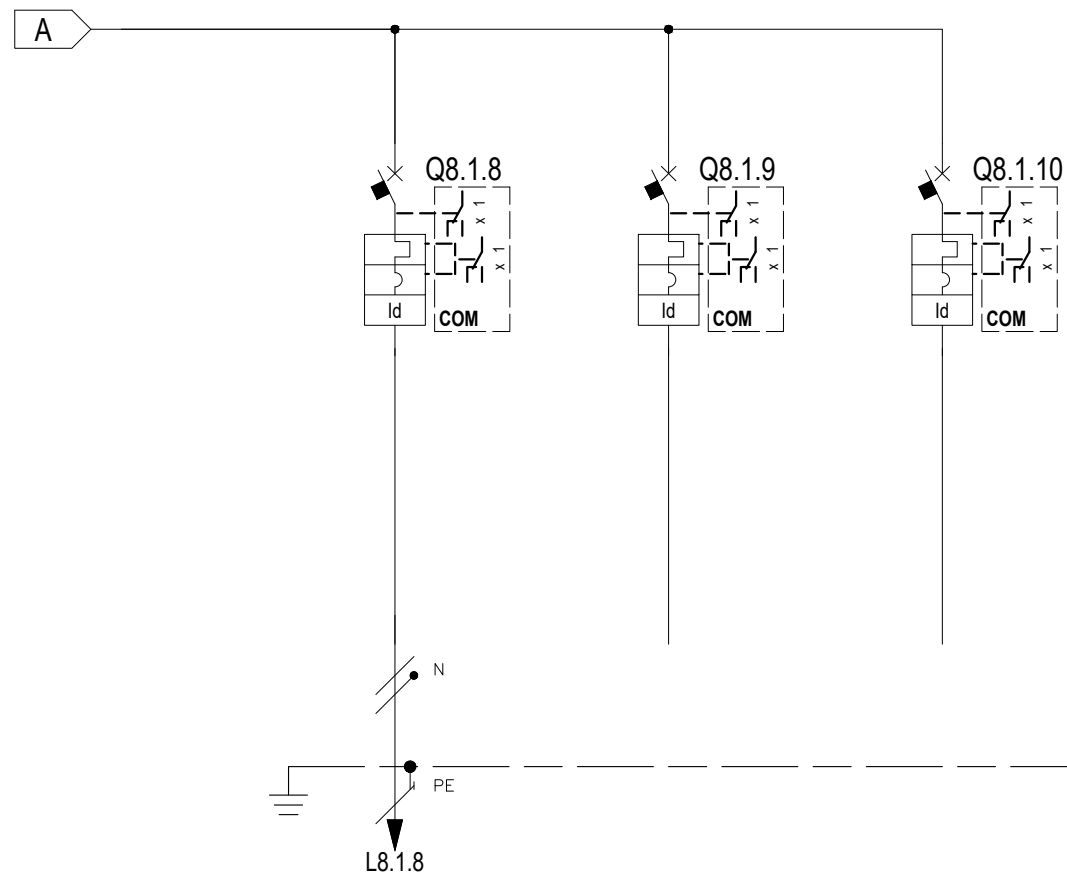 A
Q8.1.8
Q8.1.9
Q8.1.10
x 1
x 1
x 1
x 1
x 1
x 1
Id
COM
Id
COM
Id
COM
N
PE
L8.1.8